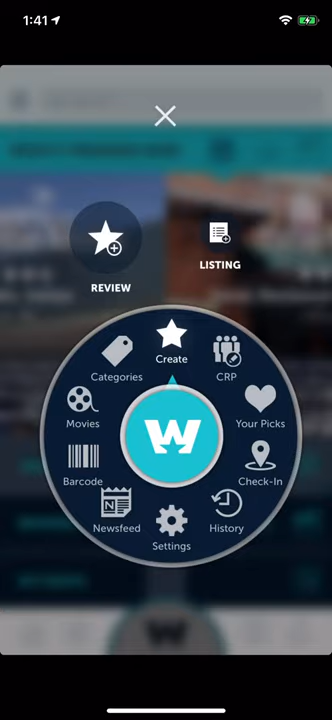 1:41
REVIEW
LISTING
Create
Categories
CRP
Movies
Your Picks
Barcode
Check-In
N
Newsfeed
History
Settings
W